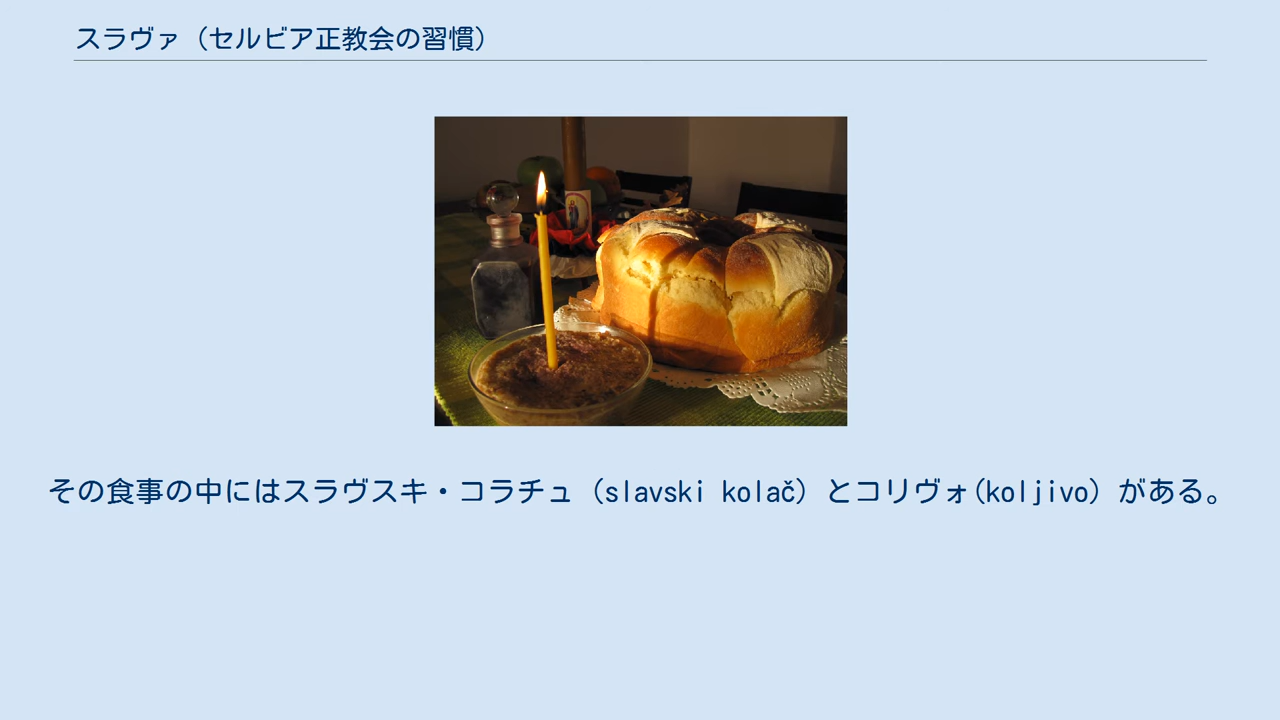 スラヴァ（セルビア正教会の習慣）
その食事の中にはスラヴスキ・コラチュ（slavski kolač）とコリヴォ(koljivo）がある。